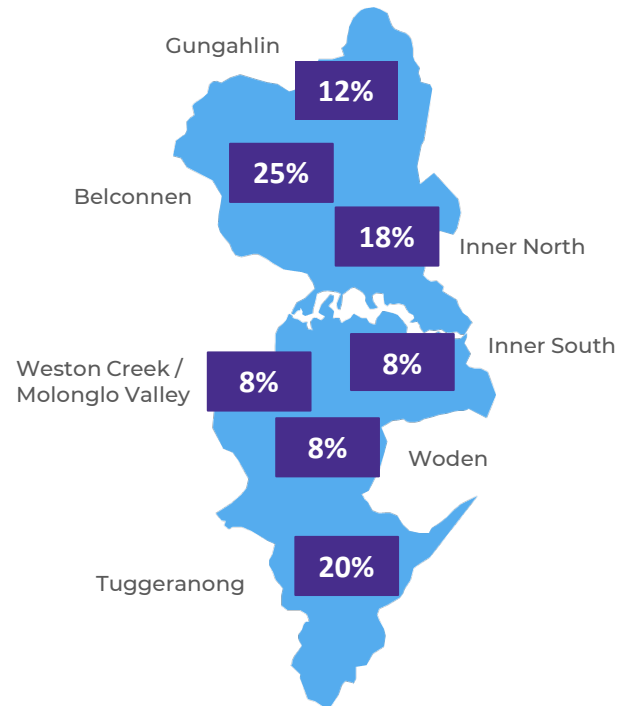 Gungahlin
12%
25%
Belconnen
18%
Inner North
Inner South
8%
Weston Creek /
Molonglo Valley
8%
8%
Woden
20%
Tuggeranong